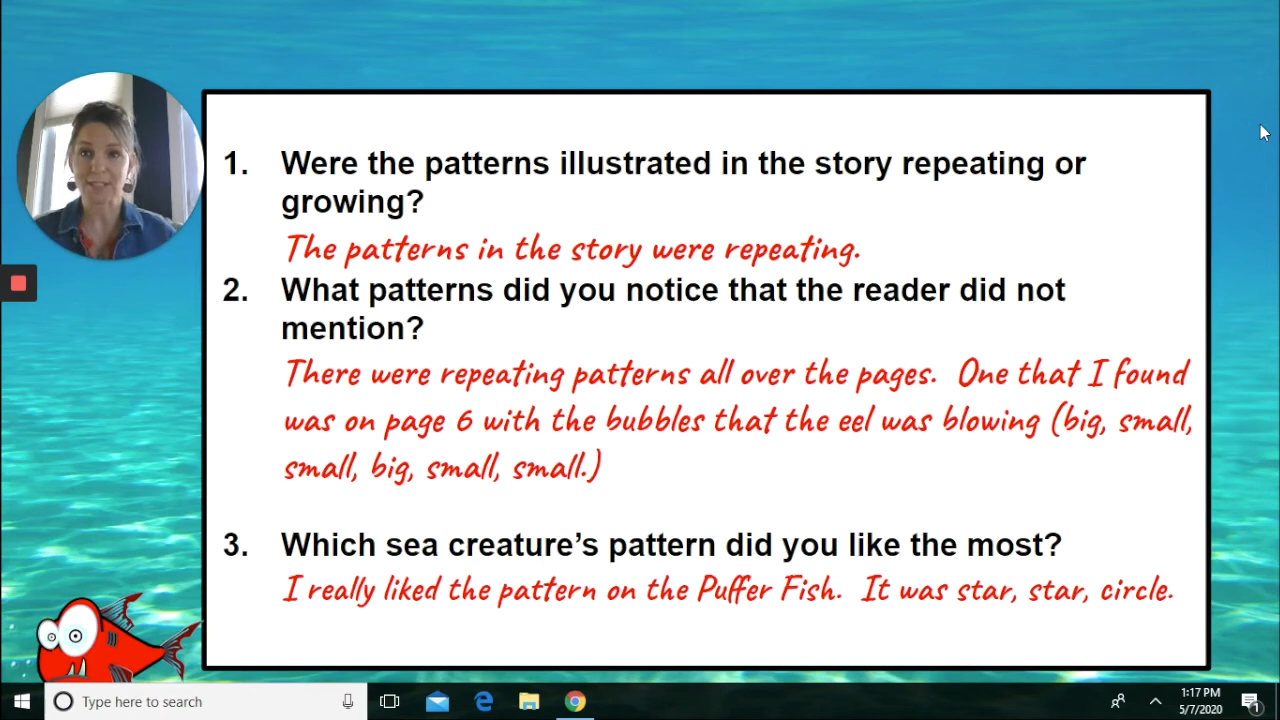 1. Were the patterns illustrated in the story repeating or
growing?
The patterns in the story were repeating.
2. What patterns did you notice that the reader did not
mention?
There were repeating patterns all over the pages. One that I found
was on page 6 with the bubbles that the eel was blowing (big, small,
small, big, small, small.)
3. Which sea creature's pattern did you like the most?
I really liked the pattern on the Puffer Fish. It was star, star, circle.
Type here to search
1:17 PM
5/7/2020
1